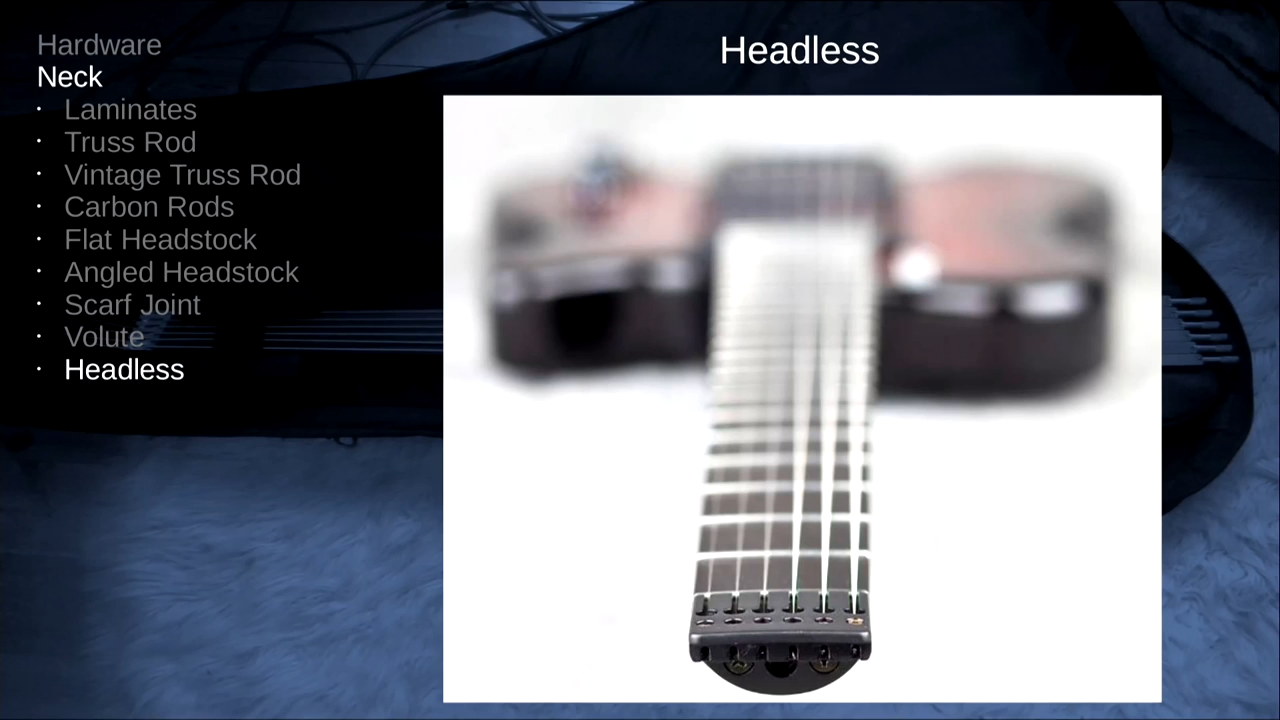 Hardware
Neck
· Laminates
· Truss Rod
· Vintage Truss Rod
· Carbon Rods
· Flat Headstock
· Angled Headstock
· Scarf Joint
· Volute
· Headless
Headless